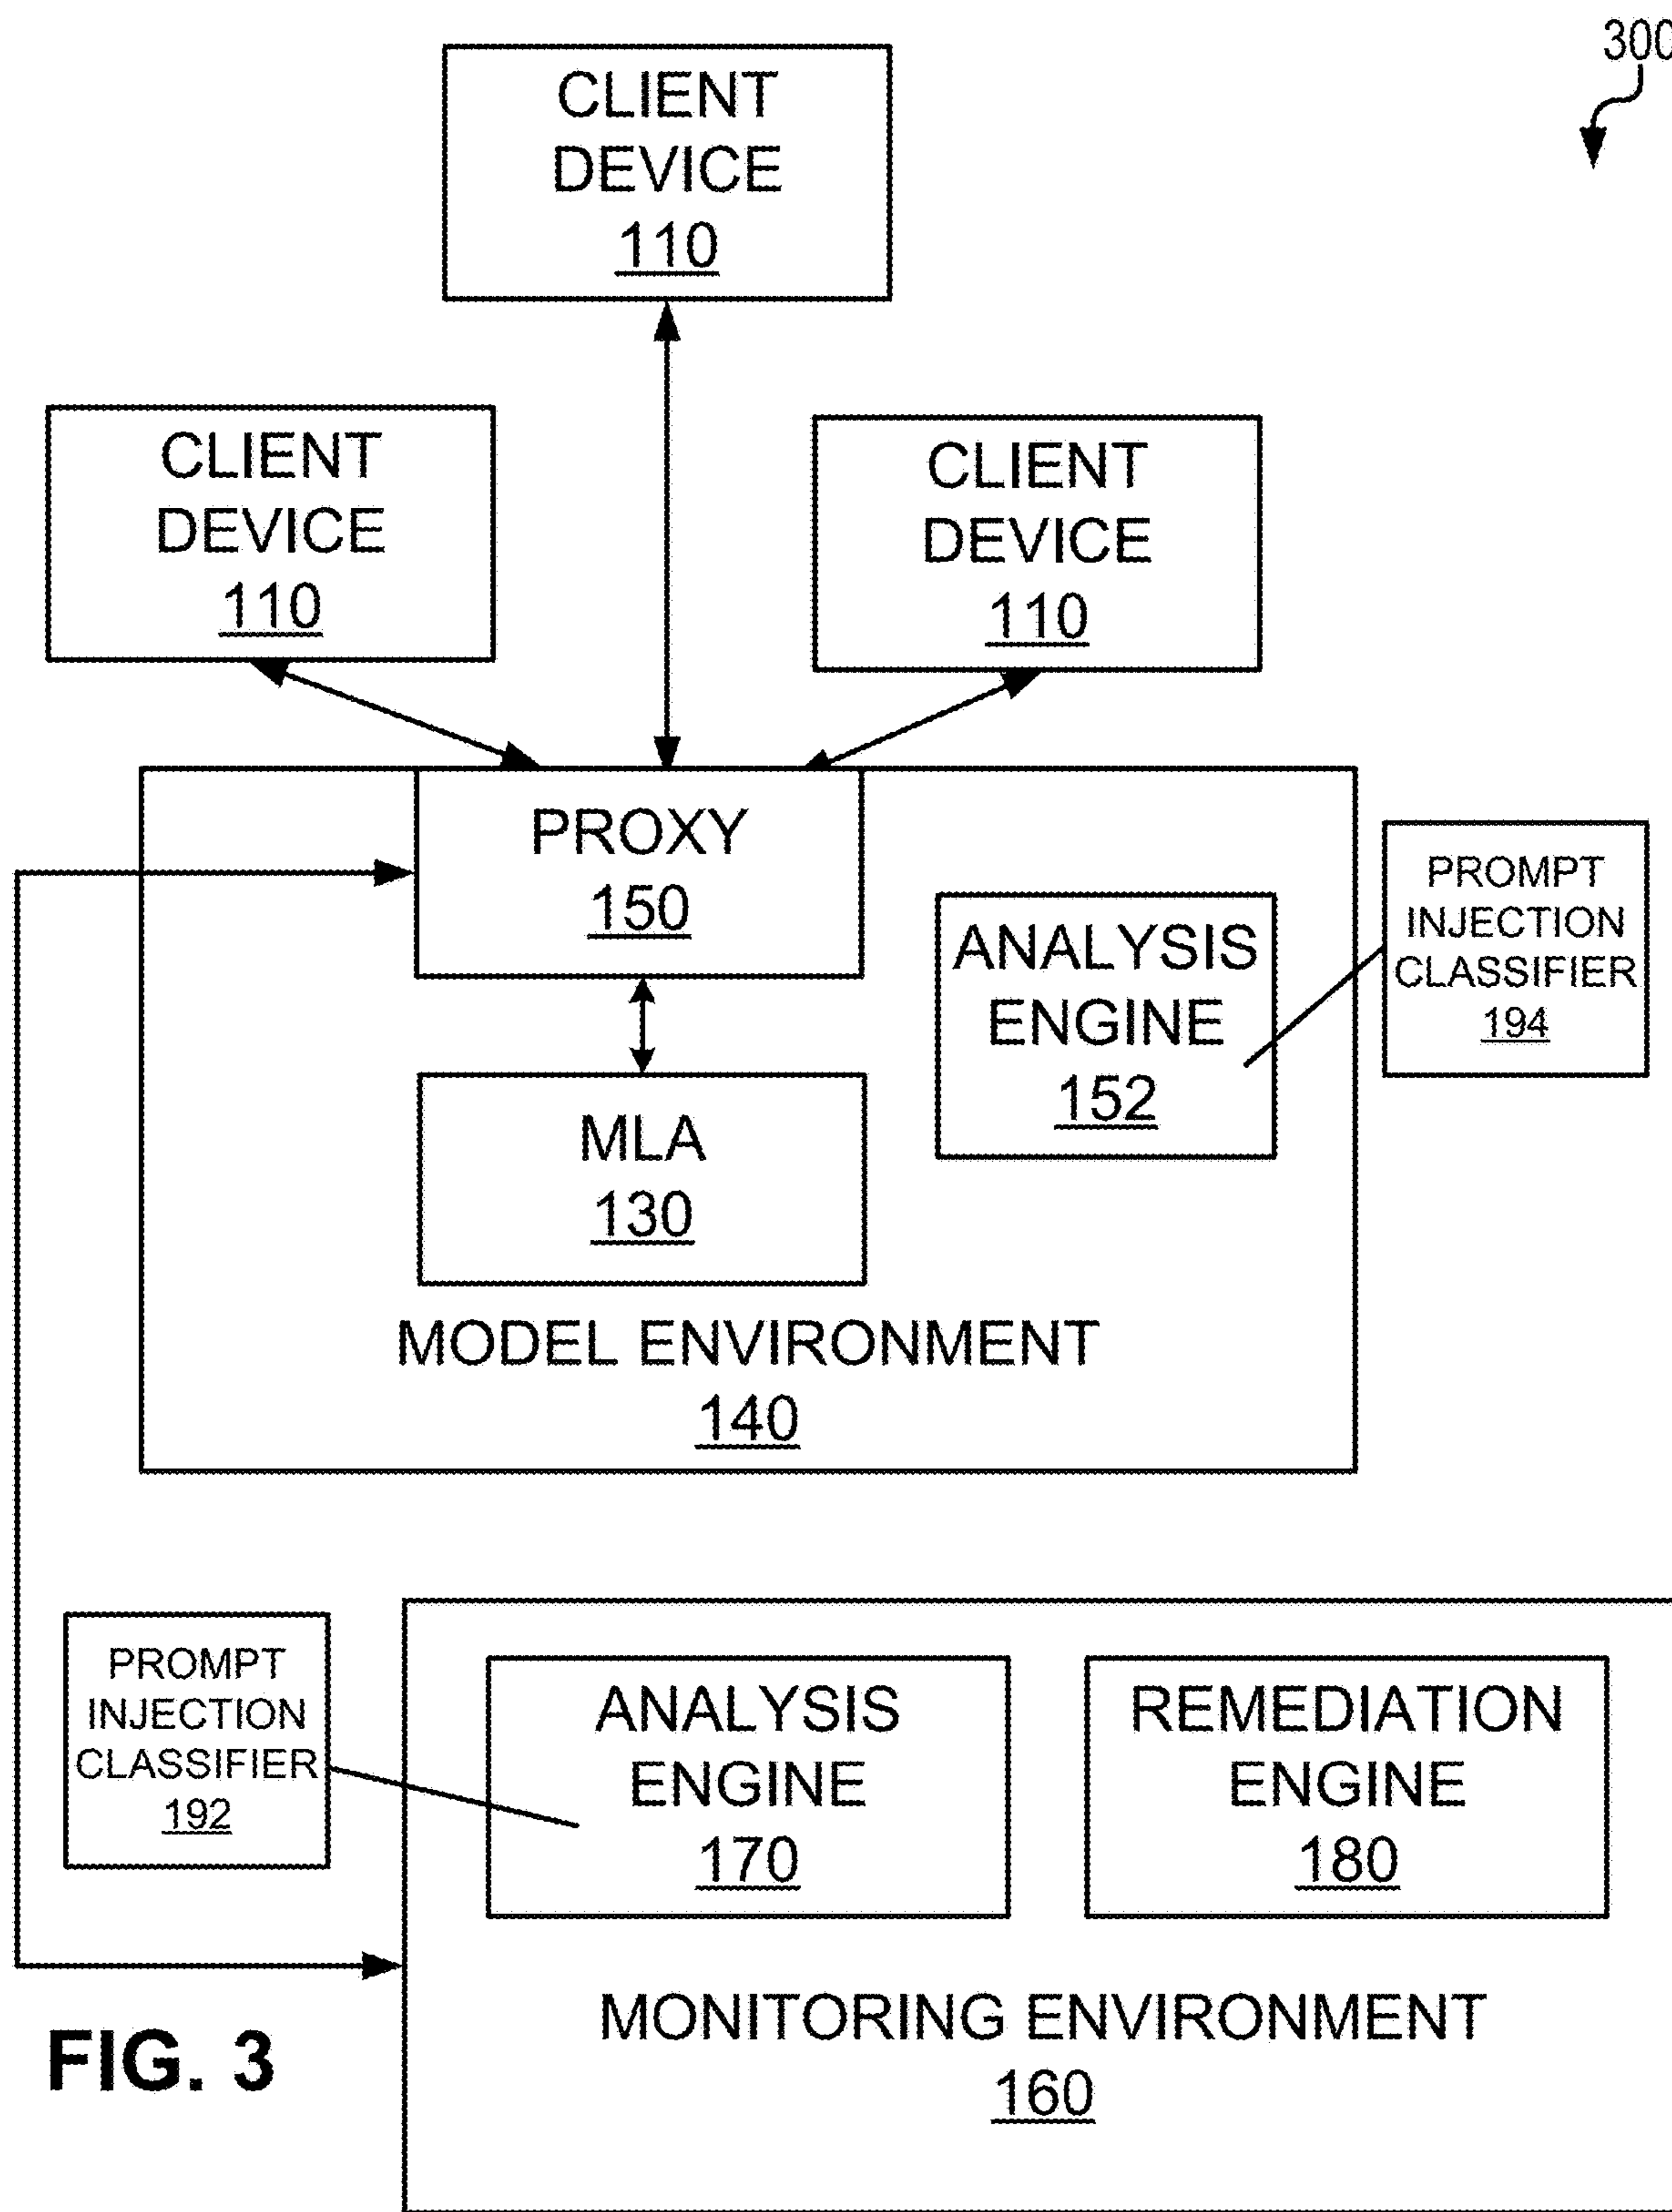 300
CLIENT
DEVICE
110
CLIENT
DEVICE
110
CLIENT
DEVICE
110
PROXY
150
PROMPT
INJECTION
CLASSIFIER
194
ANALYSIS
ENGINE
152
MLA
130
MODEL ENVIRONMENT
140
PROMPT
INJECTION
CLASSIFIER
192
ANALYSIS
ENGINE
170
REMEDIATION
ENGINE
180
MONITORING ENVIRONMENT
160
FIG. 3